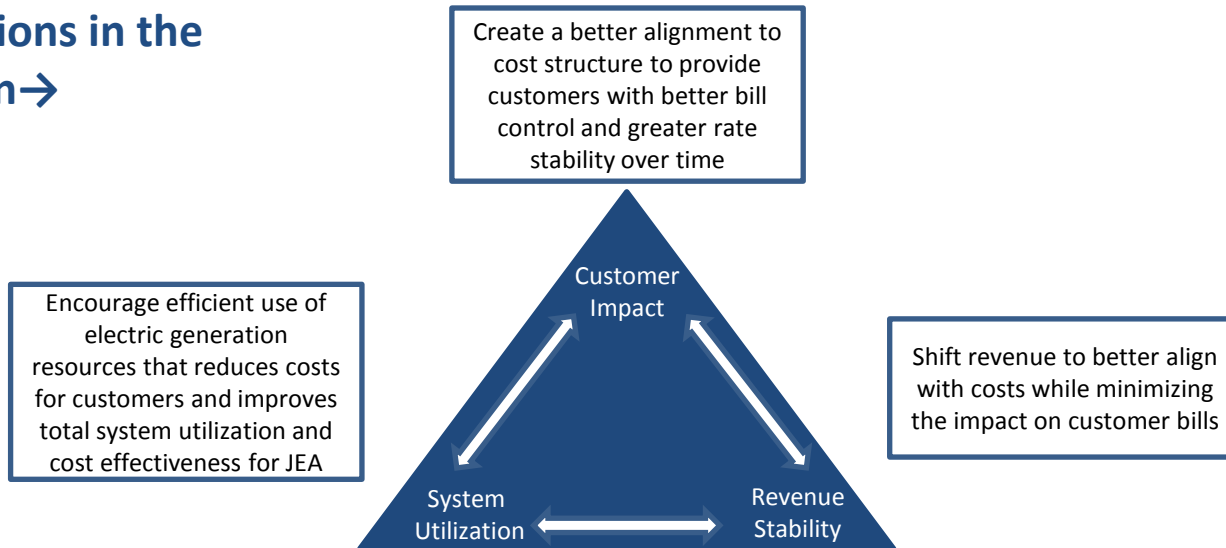 ions in the
n→
Create a better alignment to
cost structure to provide
customers with better bill
control and greater rate
stability over time
Customer
Impact
Encourage efficient use of
electric generation
resources that reduces costs
for customers and improves
total system utilization and
cost effectiveness for JEA
Shift revenue to better align
with costs while minimizing
the impact on customer bills
System
Utilization
Revenue
Stability